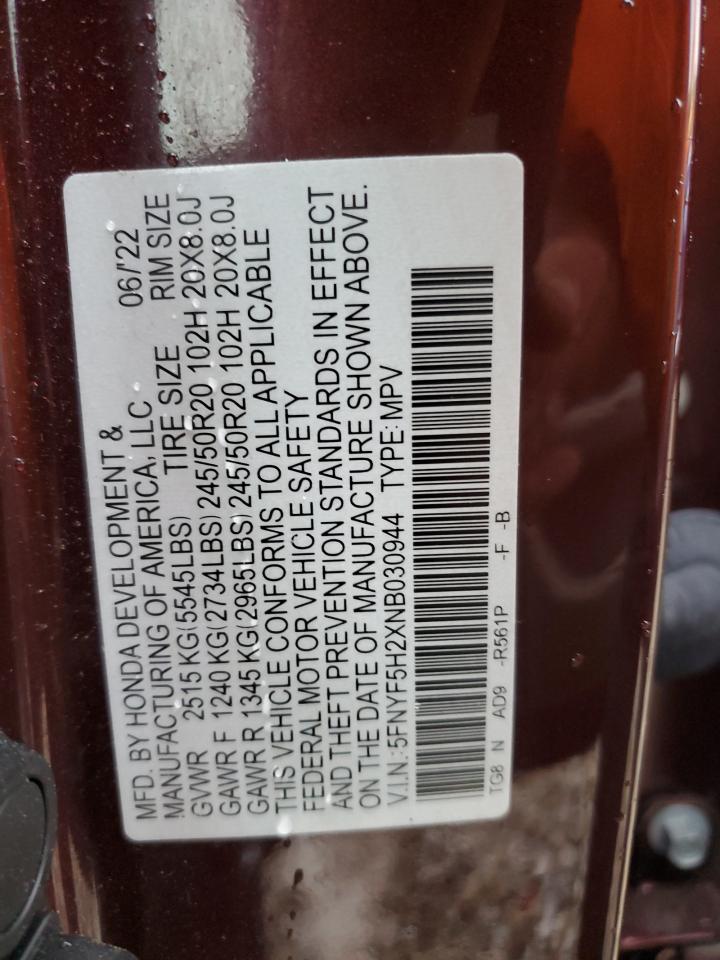 MFD. BY HONDA DEVELOPMENT &
MANUFACTURING OF AMERICA, LLC 06/'22
GVWR 2515 KG(5545LBS) TIRE SIZE RIM SIZE
GAWR F 1240 KG(2734LBS) 245/50R20 102H 20X8.0J
GAWR R 1345 KG(2965LBS) 245/50R20 102H 20X8.0J
THIS VEHICLE CONFORMS TO ALL APPLICABLE
FEDERAL MOTOR VEHICLE SAFETY
AND THEFT PREVENTION STANDARDS IN EFFECT
ON THE DATE OF MANUFACTURE SHOWN ABOVE.
V.I.N.:5FNYF5H2XNB030944 TYPE:MPV
TG8 N AD9 -R561P -F -B